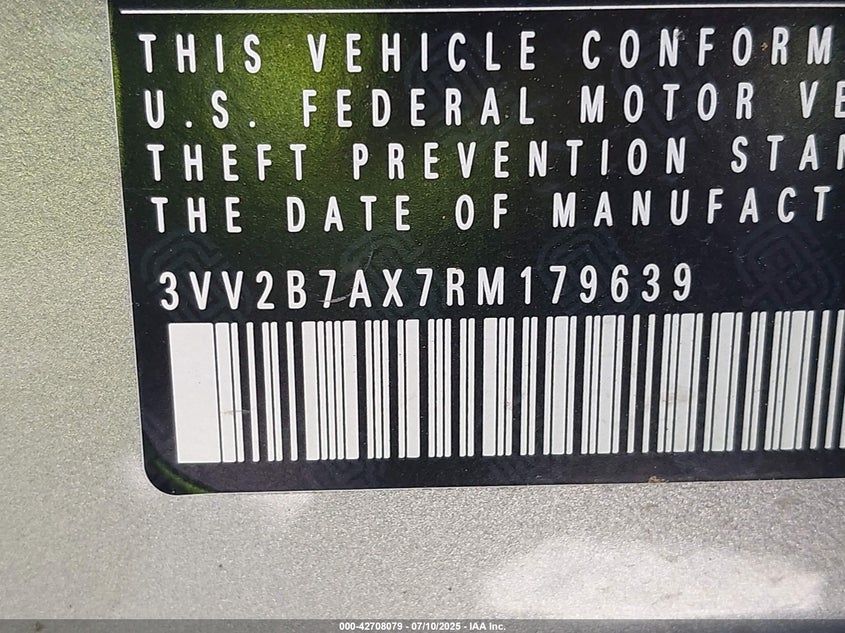 THIS VEHICLE CONFORM
U.S. FEDERAL MOTOR VE
THEFT PREVENTION STAN
THE DATE OF MANUFACT
3VV2B7AX7RM179639
000-42708079 - 07/10/2025 - IAA Inc.